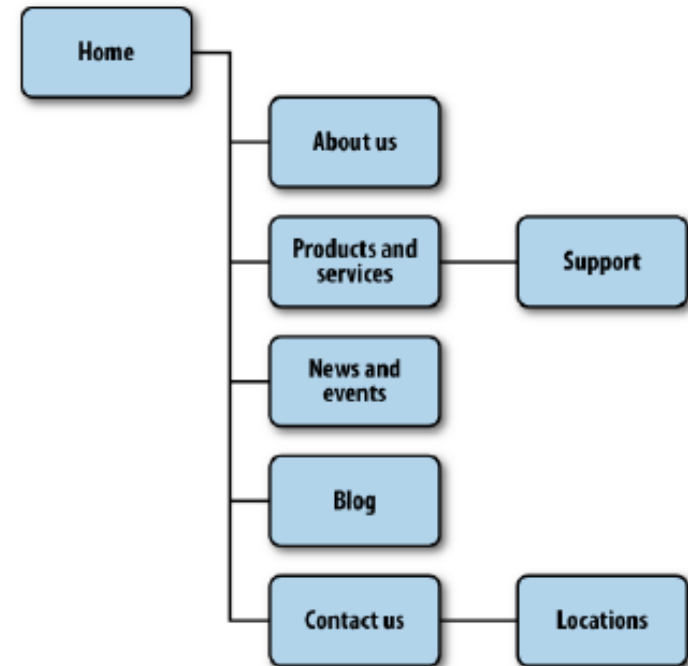 Home
About us
Products and
services
Support
News and
events
Blog
Contact us
Locations